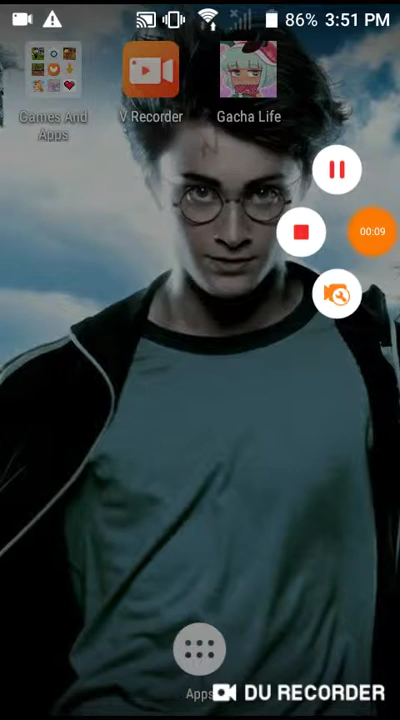 86% 3:51 PM
Games And Apps
V Recorder
Gacha Life
00:09
Apps
DU RECORDER